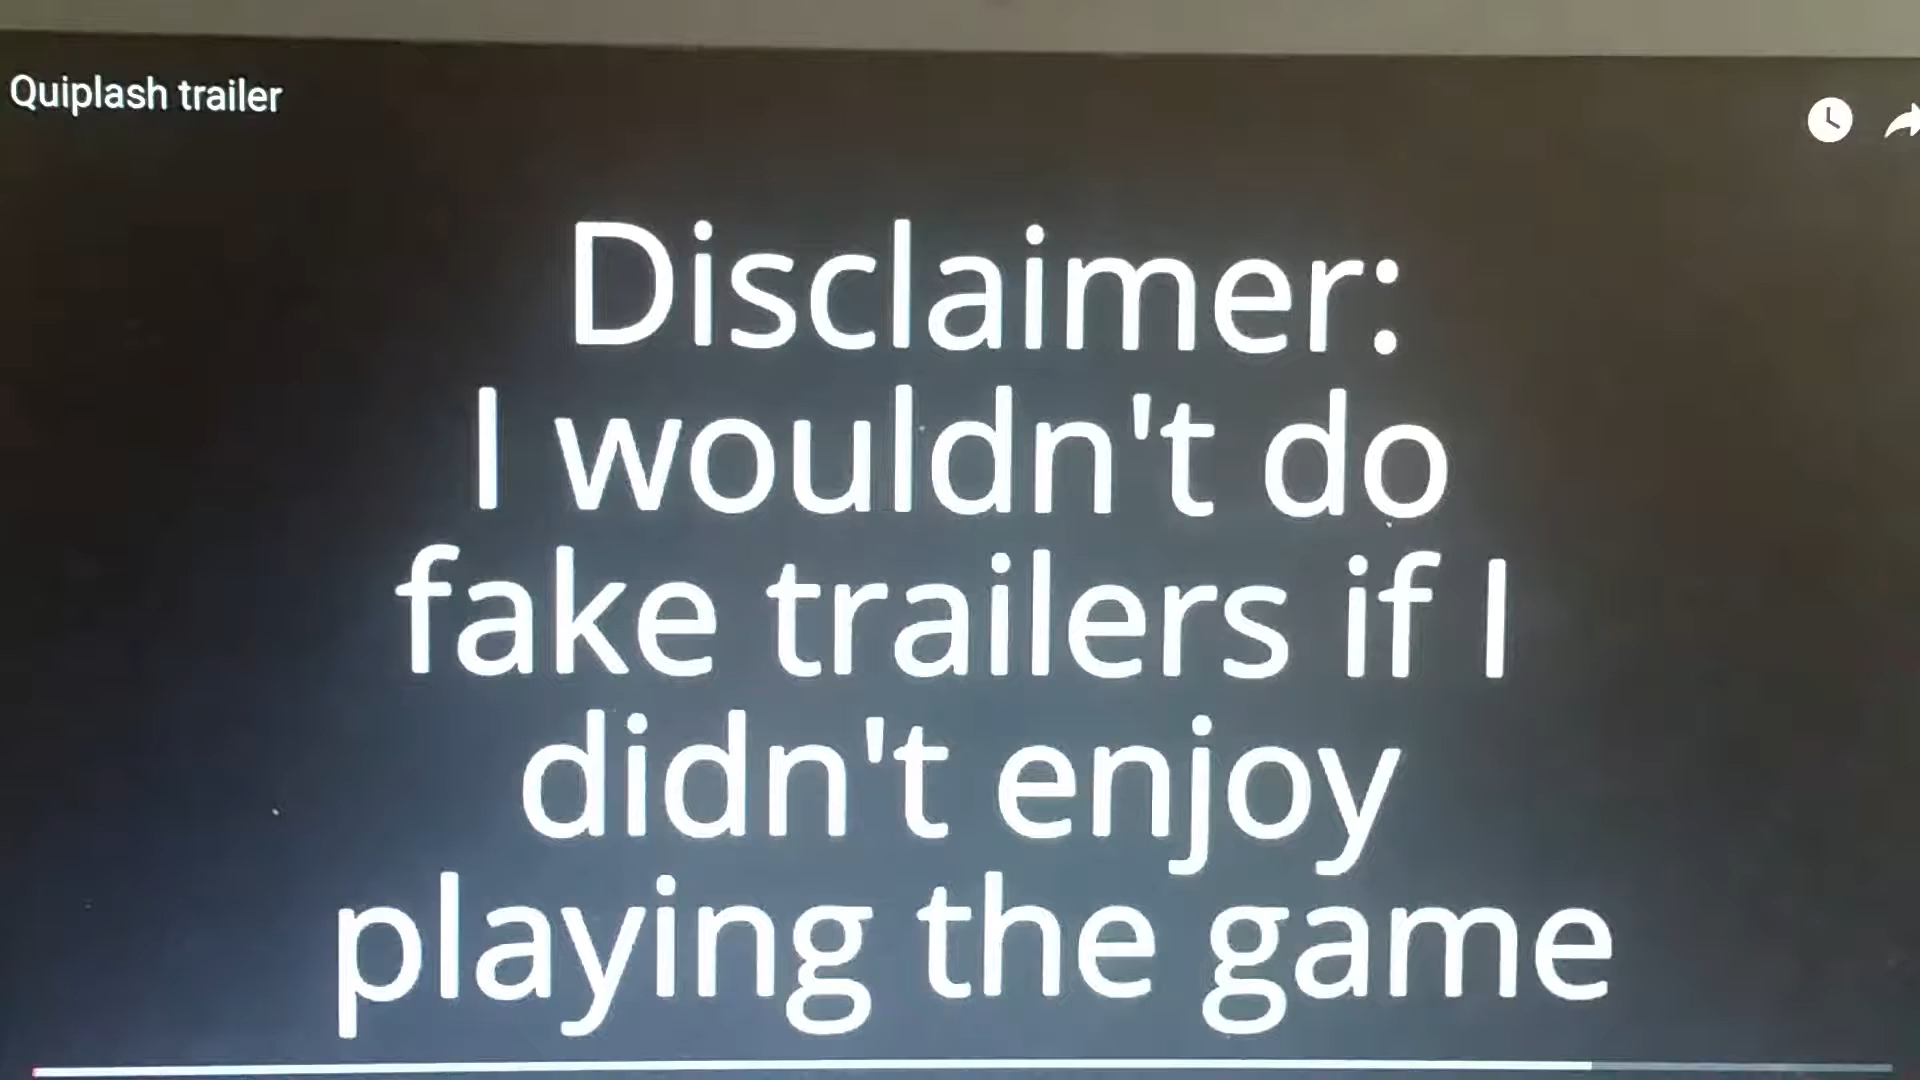 Quiplash trailer
Disclaimer:
I wouldn't do
fake trailers if I
didn't enjoy
playing the game